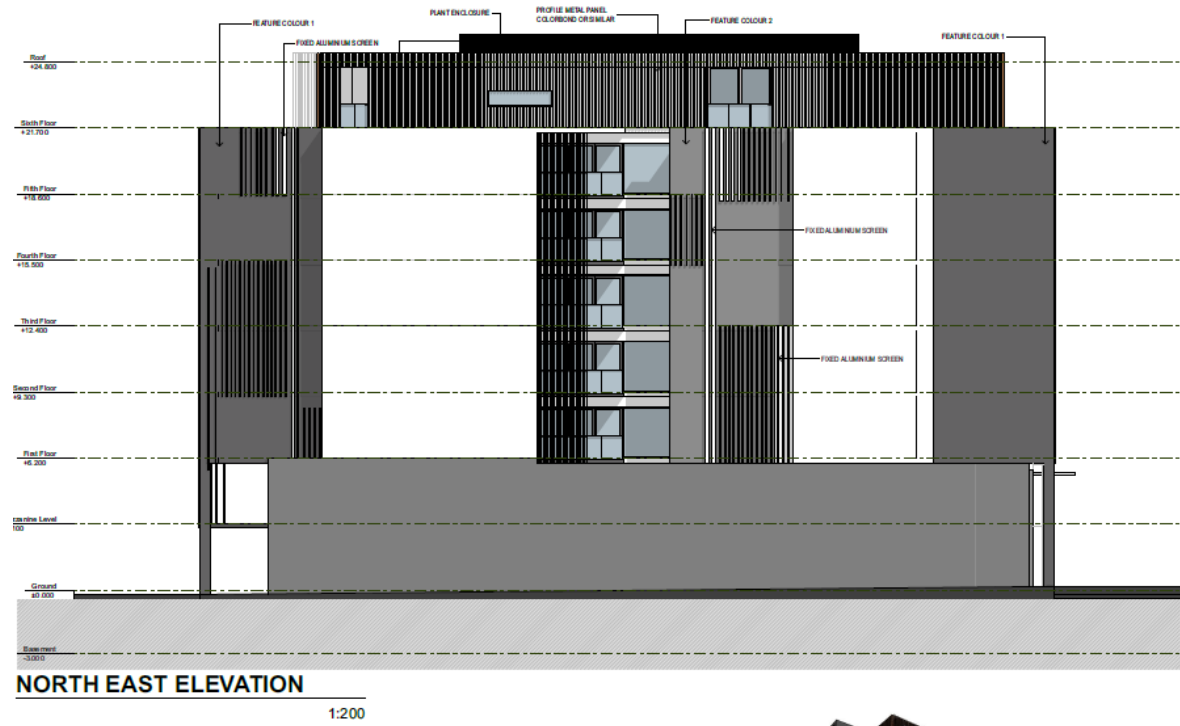 PROFILE METAL PANEL
COLORBOND OR SIMILAR
PLANT ENCLOSURE
FEATURE COLOUR 1
FEATURE COLOUR 2
FEATURE COLOUR 1
FIXED ALUMINIUM SCREEN
Roof
+24.800
Sixth Floor
+21.700
Fifth Floor
+18.600
FIXED ALUMINIUM SCREEN
Fourth Floor
+15.500
Third Floor
+12.400
FIXED ALUMINIUM SCREEN
Second Floor
+9.300
First Floor
+6.200
zzanine Level
100
Ground
±0.000
Basement
-3.000
NORTH EAST ELEVATION
1:200